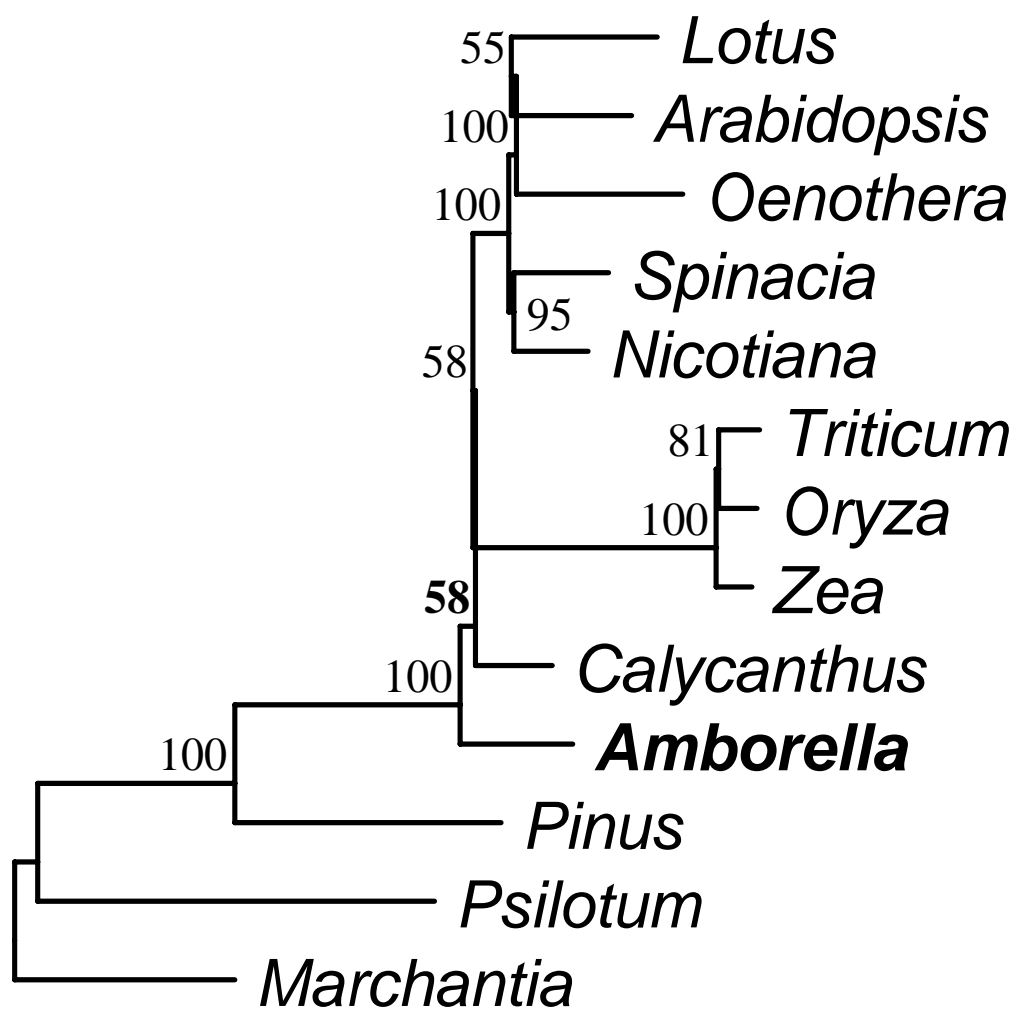 55 Lotus
100 Arabidopsis
100 Oenothera
Spinacia
95
58 Nicotiana
81 Triticum
100 Oryza
58 Zea
100 Calycanthus
100 Amborella
Pinus
Psilotum
Marchantia